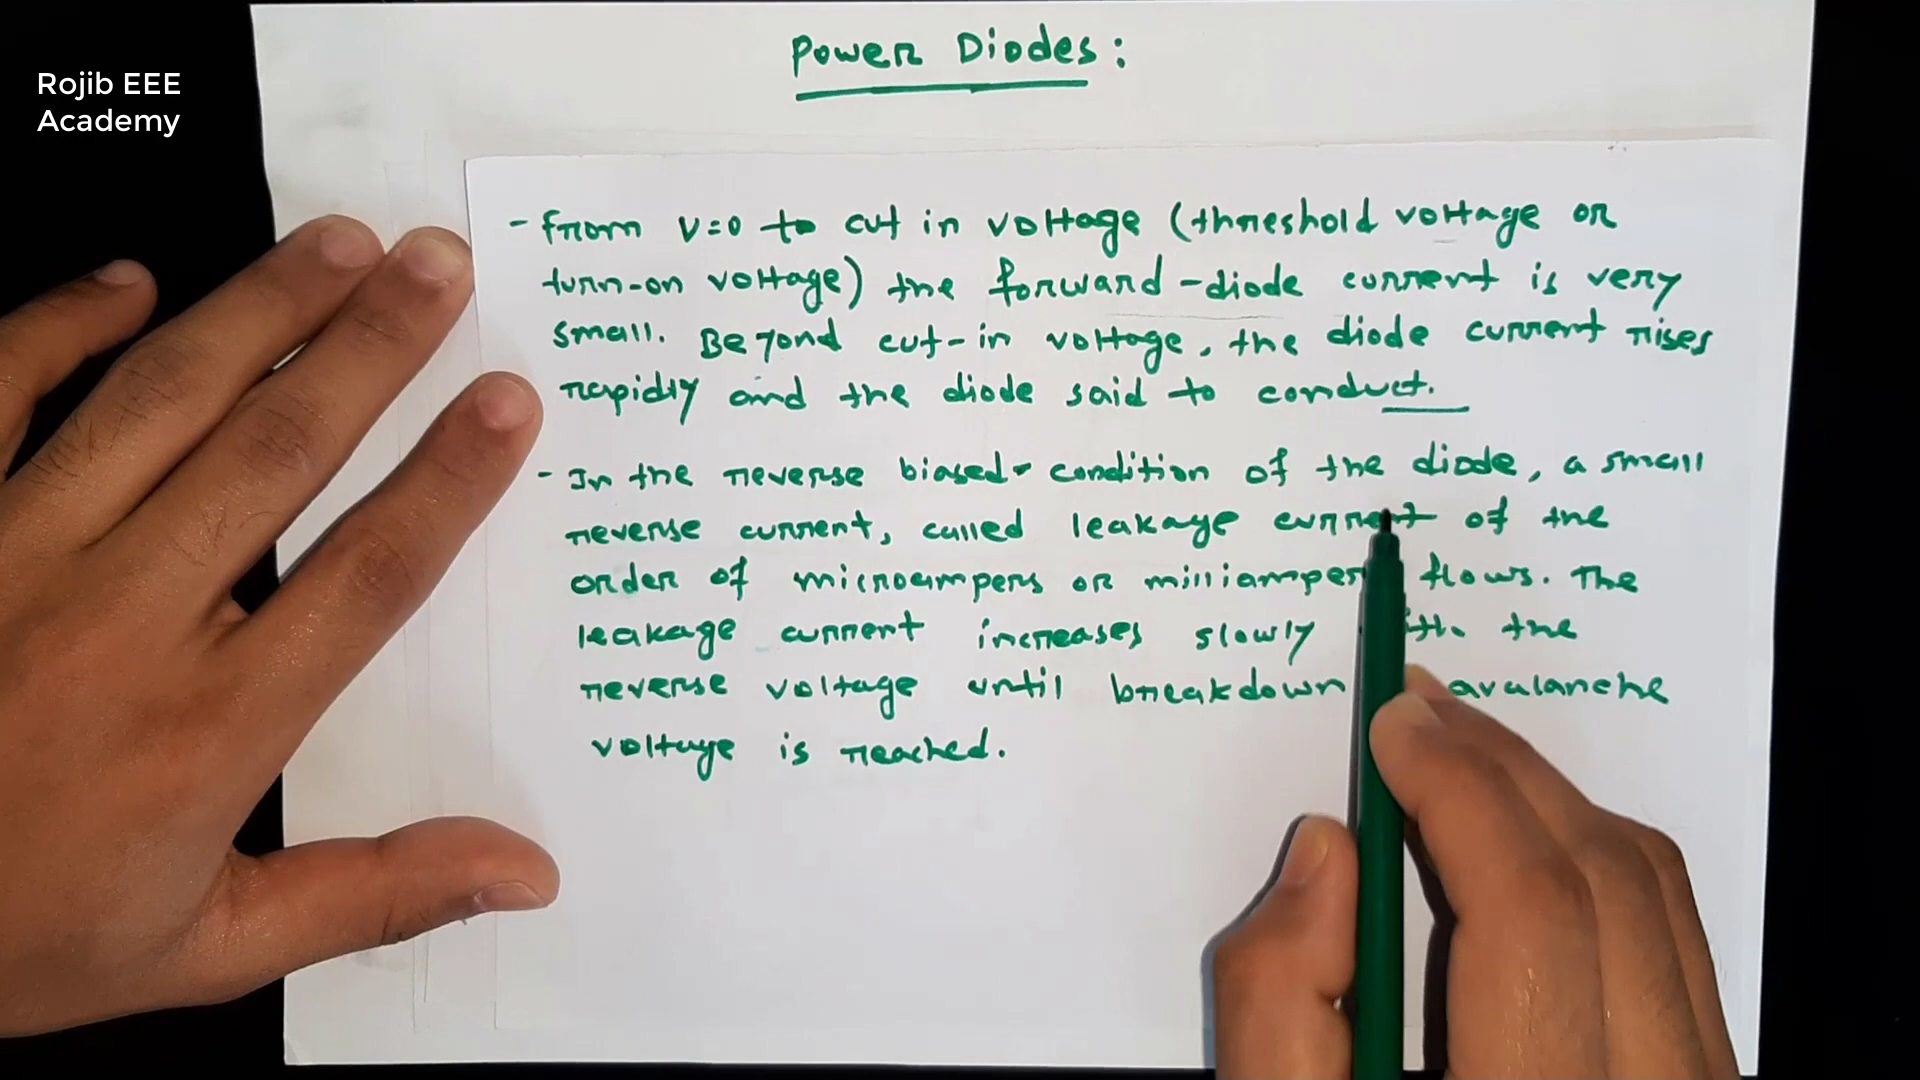 Rojib EEE
Academy
Power Diodes:
- From V=0 to cut in voltage (threshold voltage or
turn-on voltage) the forward-diode current is very
small. Beyond cut-in voltage, the diode current rises
rapidly and the diode said to conduct.
- In the reverse biased condition of the diode, a small
reverse current, called leakage current of the
order of microampers or milliamper flows. The
leakage current increases slowly the
reverse voltage until breakdown avalanche
voltage is reached.